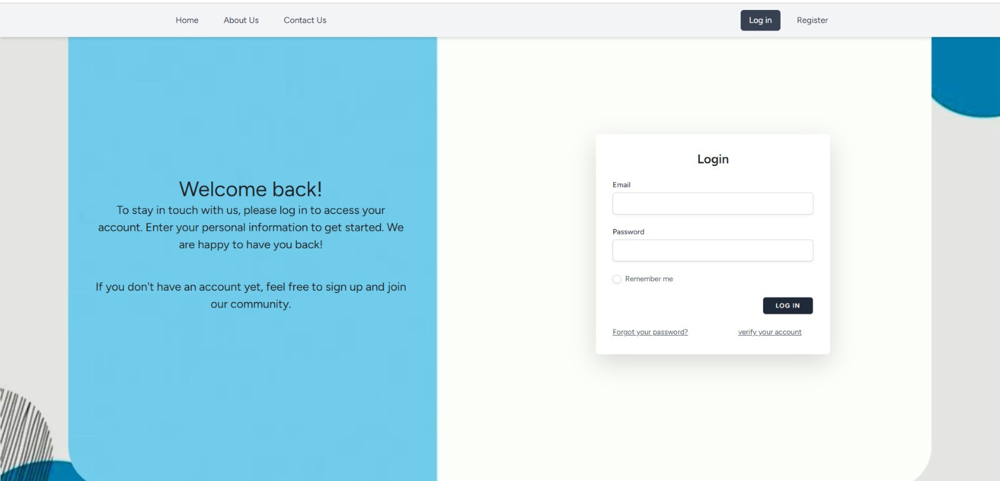 Home About Us Contact Us Log in Register
Welcome back!
To stay in touch with us, please log in to access your
account. Enter your personal information to get started. We
are happy to have you back!
If you don't have an account yet, feel free to sign up and join
our community.
Login
Email
Password
Remember me
LOG IN
Forgot your password? verify your account